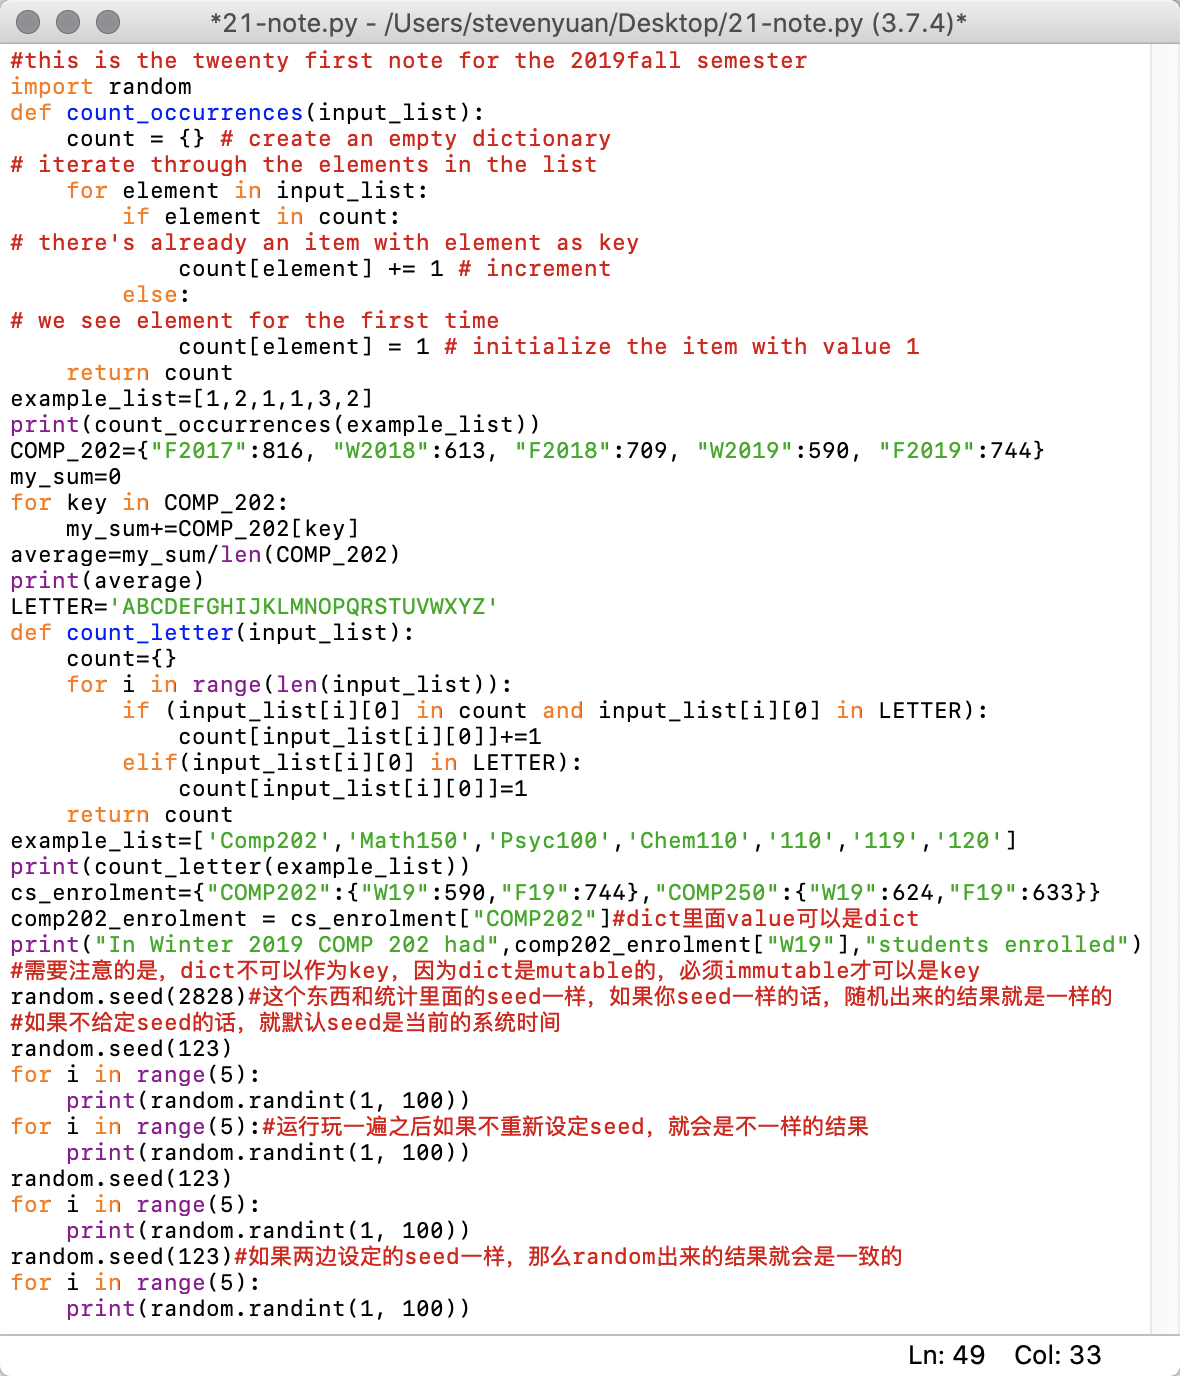 *21-note.py - /Users/stevenyuan/Desktop/21-note.py (3.7.4)*
#this is the tweenty first note for the 2019fall semester
import random
def count_occurrences(input_list):
    count = {} # create an empty dictionary
# iterate through the elements in the list
    for element in input_list:
        if element in count:
# there's already an item with element as key
            count[element] += 1 # increment
        else:
# we see element for the first time
            count[element] = 1 # initialize the item with value 1
    return count
example_list=[1,2,1,1,3,2]
print(count_occurrences(example_list))
COMP_202={"F2017":816, "W2018":613, "F2018":709, "W2019":590, "F2019":744}
my_sum=0
for key in COMP_202:
    my_sum+=COMP_202[key]
average=my_sum/len(COMP_202)
print(average)
LETTER='ABCDEFGHIJKLMNOPQRSTUVWXYZ'
def count_letter(input_list):
    count={}
    for i in range(len(input_list)):
        if (input_list[i][0] in count and input_list[i][0] in LETTER):
            count[input_list[i][0]]+=1
        elif(input_list[i][0] in LETTER):
            count[input_list[i][0]]=1
    return count
example_list=['Comp202','Math150','Psyc100','Chem110','110','119','120']
print(count_letter(example_list))
cs_enrolment={"COMP202":{"W19":590,"F19":744},"COMP250":{"W19":624,"F19":633}}
comp202_enrolment = cs_enrolment["COMP202"]#dict里面value可以是dict
print("In Winter 2019 COMP 202 had",comp202_enrolment["W19"],"students enrolled")
#需要注意的是，dict不可以作为key，因为dict是mutable的，必须immutable才可以是key
random.seed(2828)#这个东西和统计里面的seed一样，如果你seed一样的话，随机出来的结果就是一样的
#如果不给定seed的话，就默认seed是当前的系统时间
random.seed(123)
for i in range(5):
    print(random.randint(1, 100))
for i in range(5):#运行玩一遍之后如果不重新设定seed，就会是不一样的结果
    print(random.randint(1, 100))
random.seed(123)
for i in range(5):
    print(random.randint(1, 100))
random.seed(123)#如果两边设定的seed一样，那么random出来的结果就会是一致的
for i in range(5):
    print(random.randint(1, 100))
Ln: 49 Col: 33